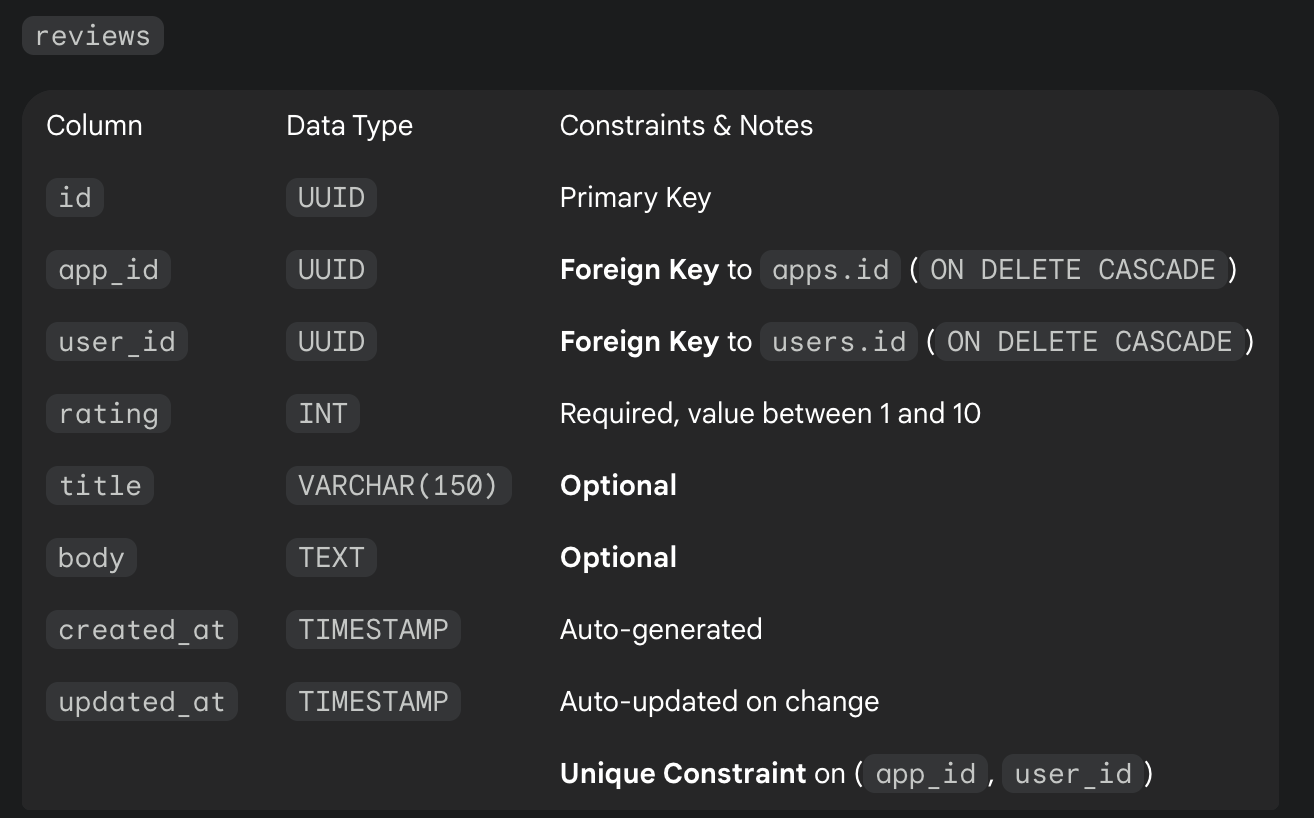 reviews
Column Data Type Constraints & Notes
id UUID Primary Key
app_id UUID Foreign Key to apps.id (ON DELETE CASCADE)
user_id UUID Foreign Key to users.id (ON DELETE CASCADE)
rating INT Required, value between 1 and 10
title VARCHAR(150) Optional
body TEXT Optional
created_at TIMESTAMP Auto-generated
updated_at TIMESTAMP Auto-updated on change
Unique Constraint on (app_id, user_id)